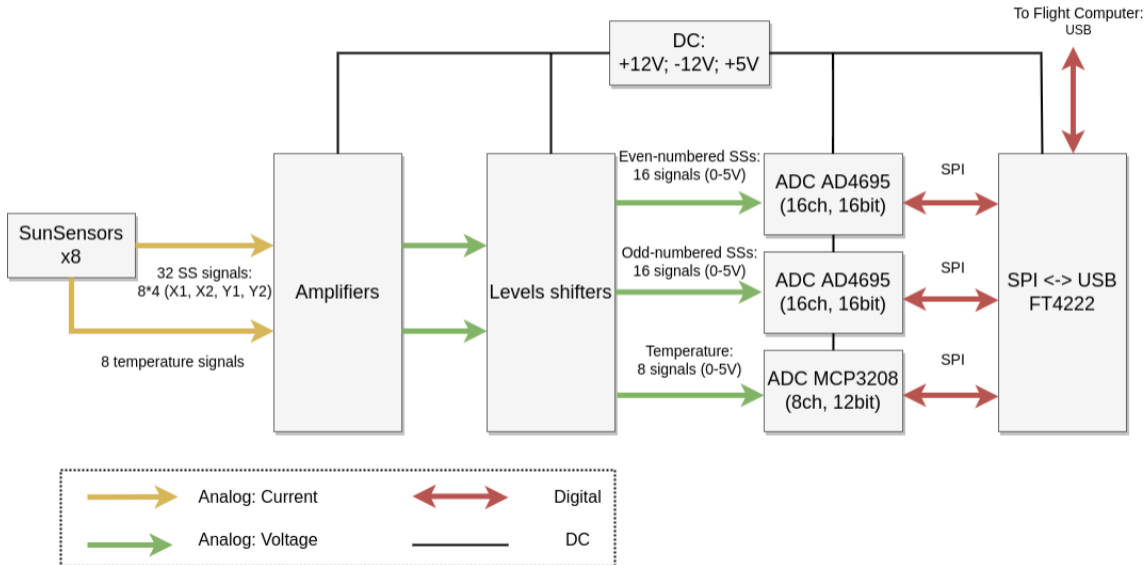 To Flight Computer:
USB
DC:
+12V; -12V; +5V
SunSensors
x8
32 SS signals:
8*4 (X1, X2, Y1, Y2)
8 temperature signals
Amplifiers
Levels shifters
Even-numbered SSs:
16 signals (0-5V)
Odd-numbered SSs:
16 signals (0-5V)
Temperature:
8 signals (0-5V)
ADC AD4695
(16ch, 16bit)
ADC AD4695
(16ch, 16bit)
ADC MCP3208
(8ch, 12bit)
SPI
SPI
SPI
SPI <-> USB
FT4222
Analog: Current
Digital
Analog: Voltage
DC